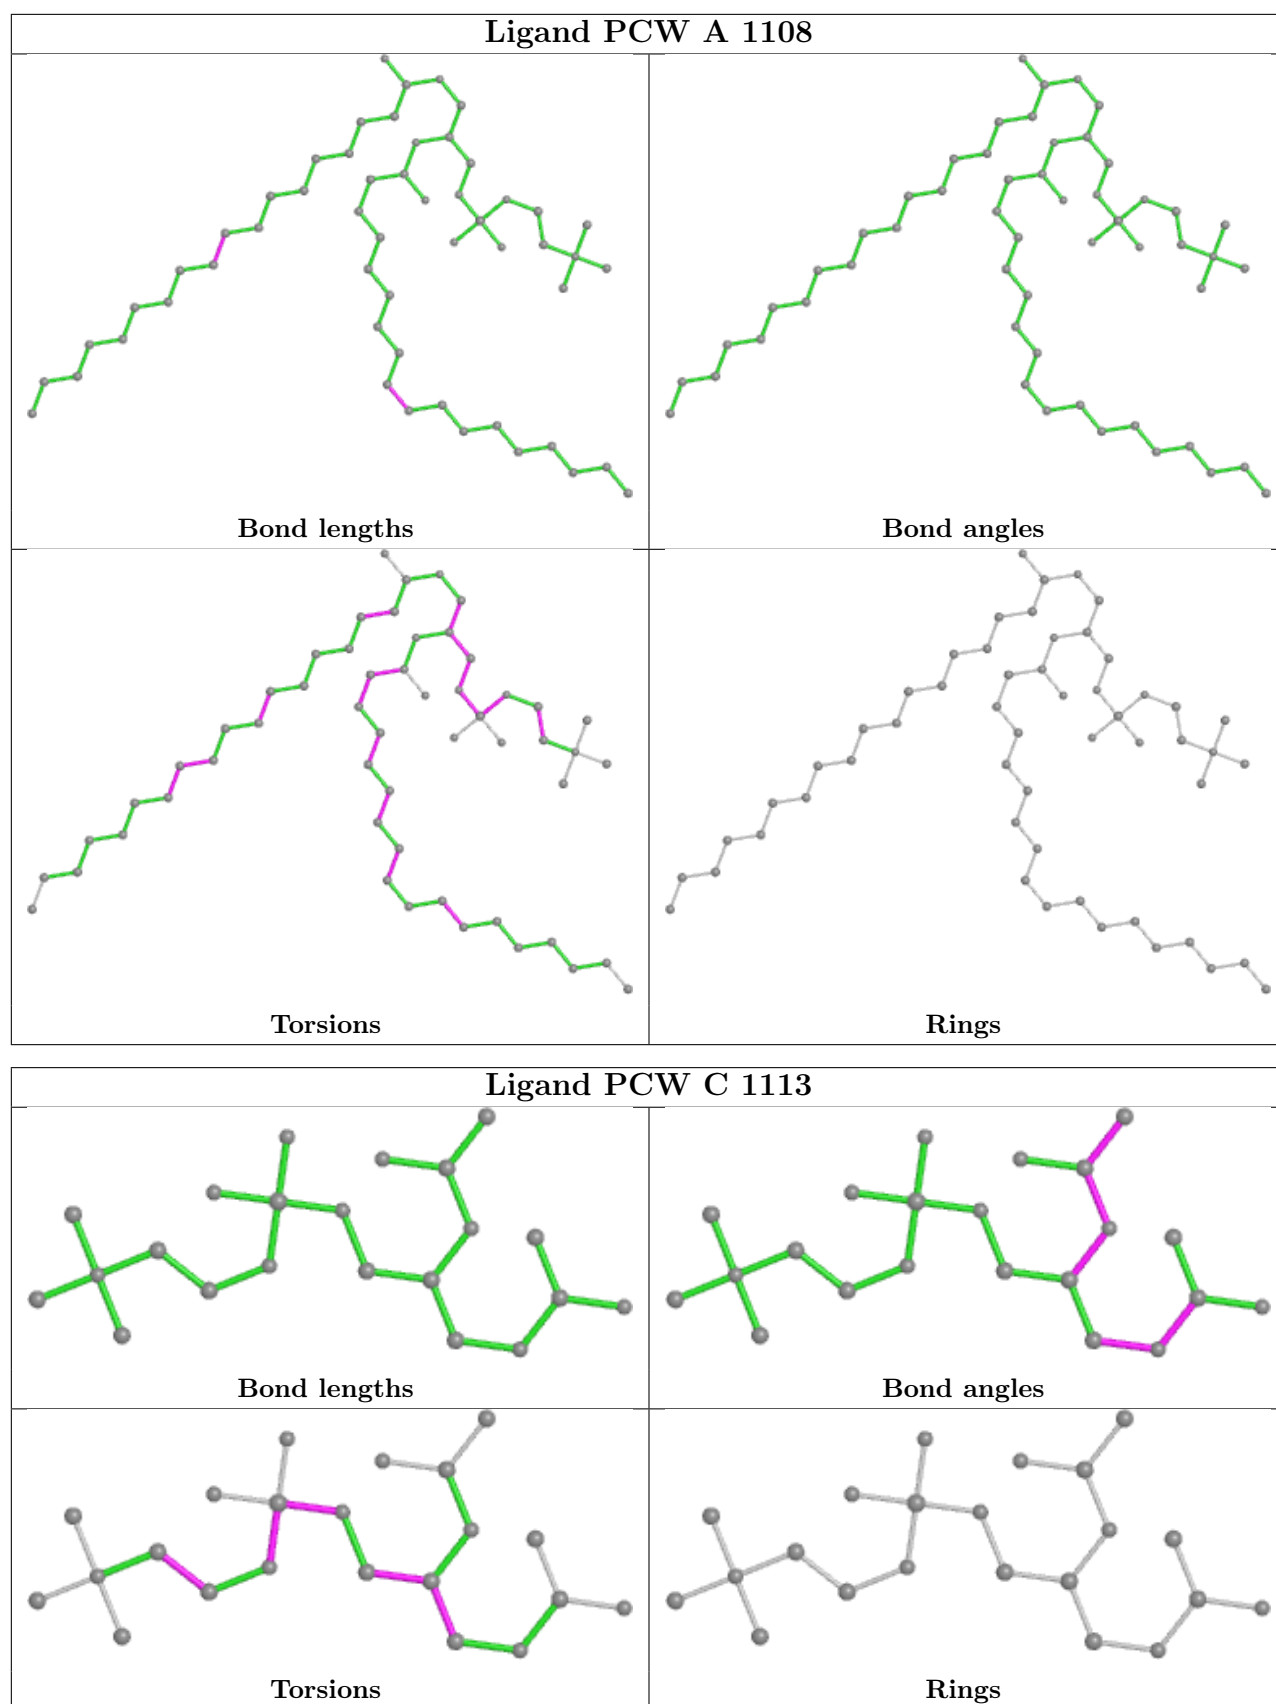 Ligand PCW A 1108
Bond lengths
Bond angles
Torsions
Rings
Ligand PCW C 1113
Bond lengths
Bond angles
Torsions
Rings